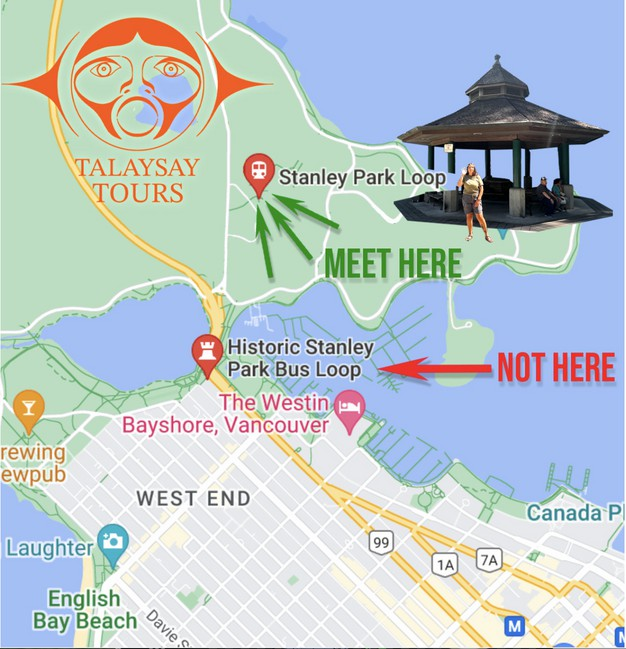 TALAYSAY
TOURS
Stanley Park Loop
MEET HERE
Historic Stanley
Park Bus Loop
NOT HERE
The Westin
Bayshore, Vancouver
rewing
ewpub
WEST END
Canada Pl
99
1A
7A
Laughter
English
Bay Beach
Davie S
M
M